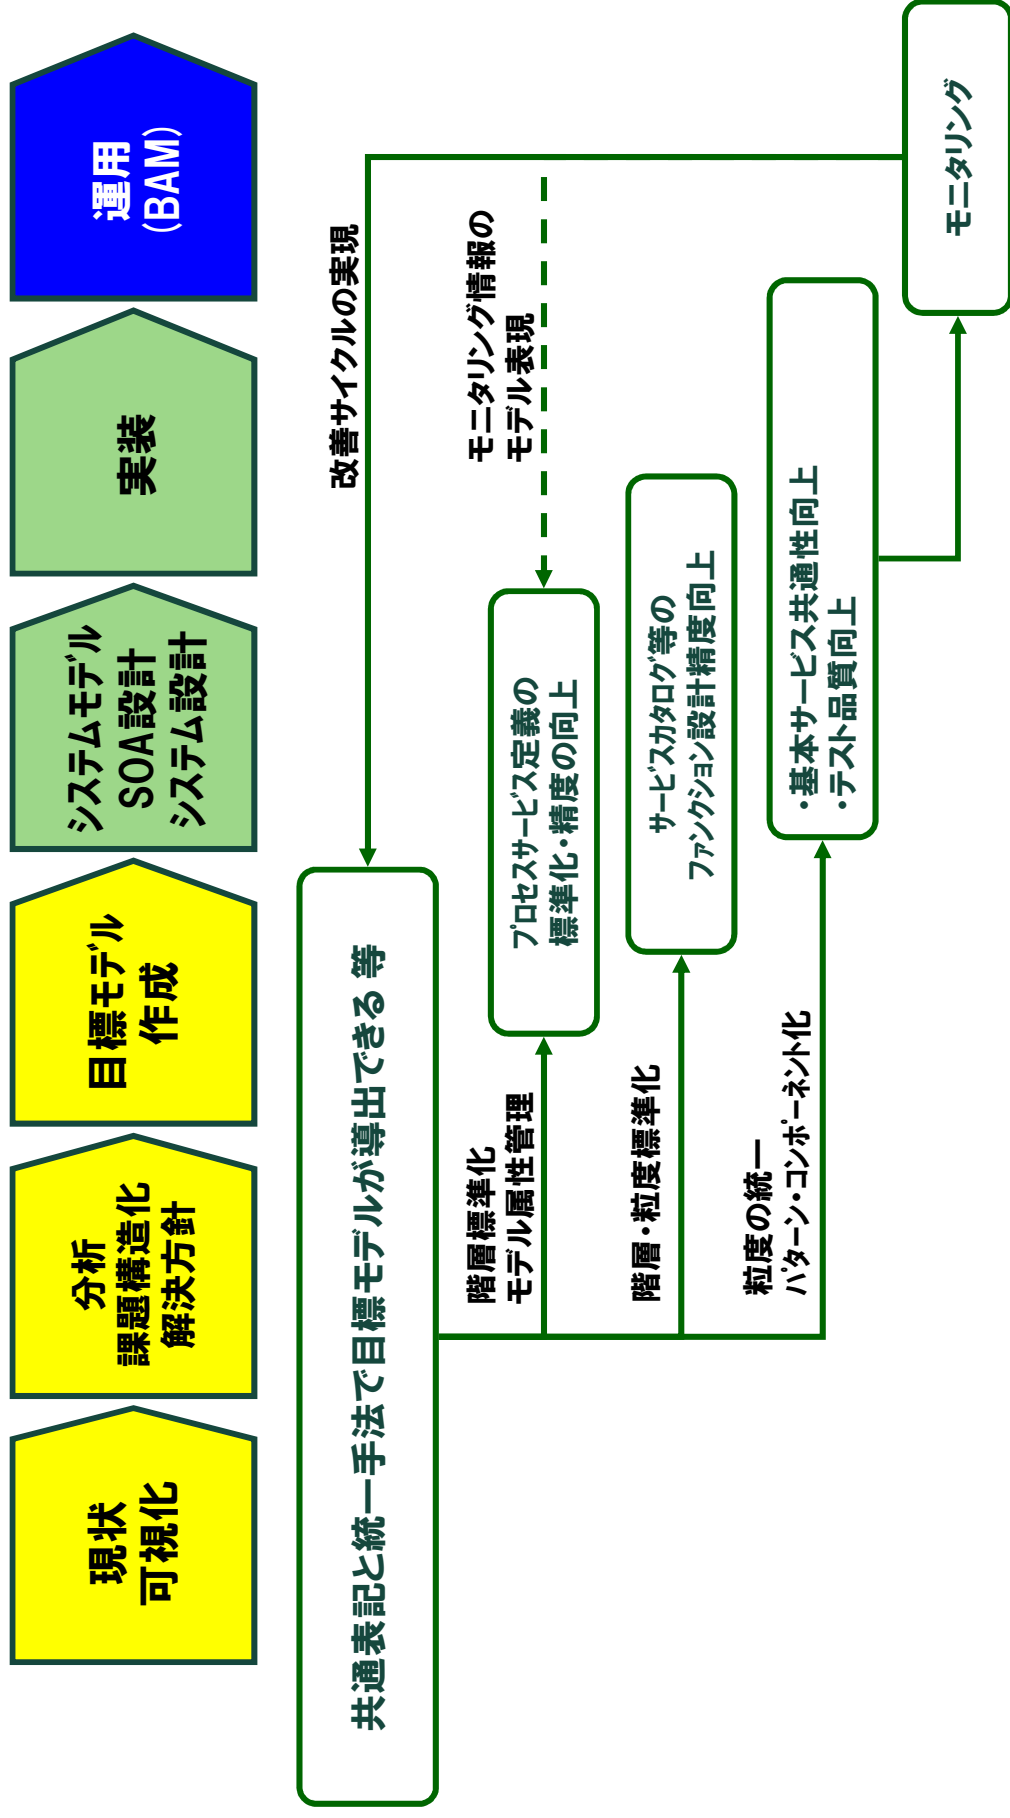 現状
可視化
分析
課題構造化
解決方針
目標モデル
作成
システムモデル
SOA設計
システム設計
実装
運用
(BAM)
共通表記と統一手法で目標モデルが導出できる 等
改善サイクルの実現
階層標準化
モデル属性管理
プロセスサービス定義の
標準化・精度の向上
モニタリング情報の
モデル表現
階層・粒度標準化
サービスカタログ等の
ファンクション設計精度向上
粒度の統一
パターン・コンポーネント化
・基本サービス共通性向上
・テスト品質向上
モニタリング